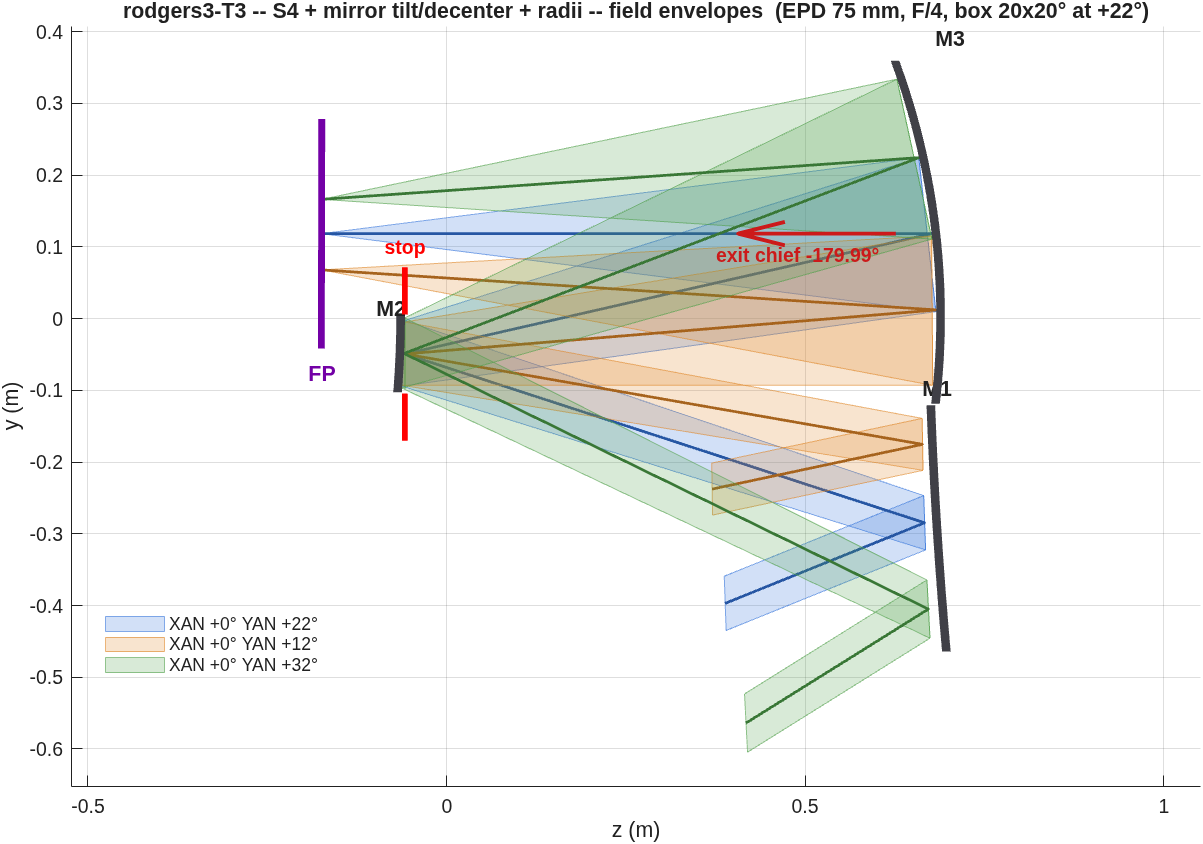 rodgers3-T3 -- S4 + mirror tilt/decenter + radii -- field envelopes  (EPD 75 mm, F/4, box 20x20° at +22°)
M3
0.4
0.3
0.2
0.1
0
-0.1
-0.2
-0.3
-0.4
-0.5
-0.6
y (m)
stop
exit chief -179.99°
M2
FP
M1
XAN +0° YAN +22°
XAN +0° YAN +12°
XAN +0° YAN +32°
-0.5
0
0.5
1
z (m)